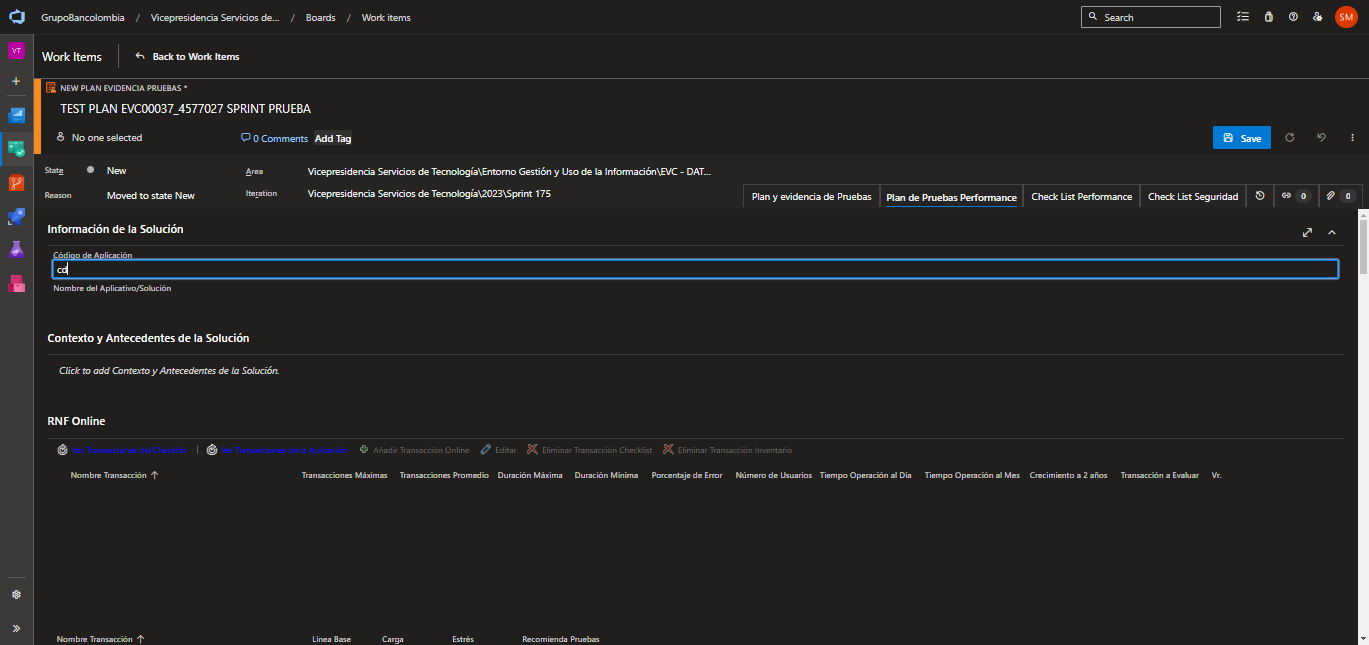 GrupoBancolombia / Vicepresidencia Servicios de... / Boards / Work items
Search
SM
VT
Work Items
Back to Work Items
NEW PLAN EVIDENCIA PRUEBAS *
TEST PLAN EVC00037_4577027 SPRINT PRUEBA
No one selected
0 Comments
Add Tag
Save
State New
Area Vicepresidencia Servicios de Tecnología\Entorno Gestión y Uso de la Información\EVC - DAT...
Reason Moved to state New
Iteration Vicepresidencia Servicios de Tecnología\2023\Sprint 175
Plan y evidencia de Pruebas
Plan de Pruebas Performance
Check List Performance
Check List Seguridad
0
0
Información de la Solución
Código de Aplicación
cd
Nombre del Aplicativo/Solución
Contexto y Antecedentes de la Solución
Click to add Contexto y Antecedentes de la Solución.
RNF Online
Ver Transacciones del Checklist | Ver Transacciones de la Aplicación Añadir Transacción Online Editar Eliminar Transacción Checklist Eliminar Transacción Inventario
Nombre Transacción ↑ Transacciones Máximas Transacciones Promedio Duración Máxima Duración Mínima Porcentaje de Error Número de Usuarios Tiempo Operación al Día Tiempo Operación al Mes Crecimiento a 2 años Transacción a Evaluar Vr.
Nombre Transacción ↑ Linea Base Carga Estrés Recomienda Pruebas